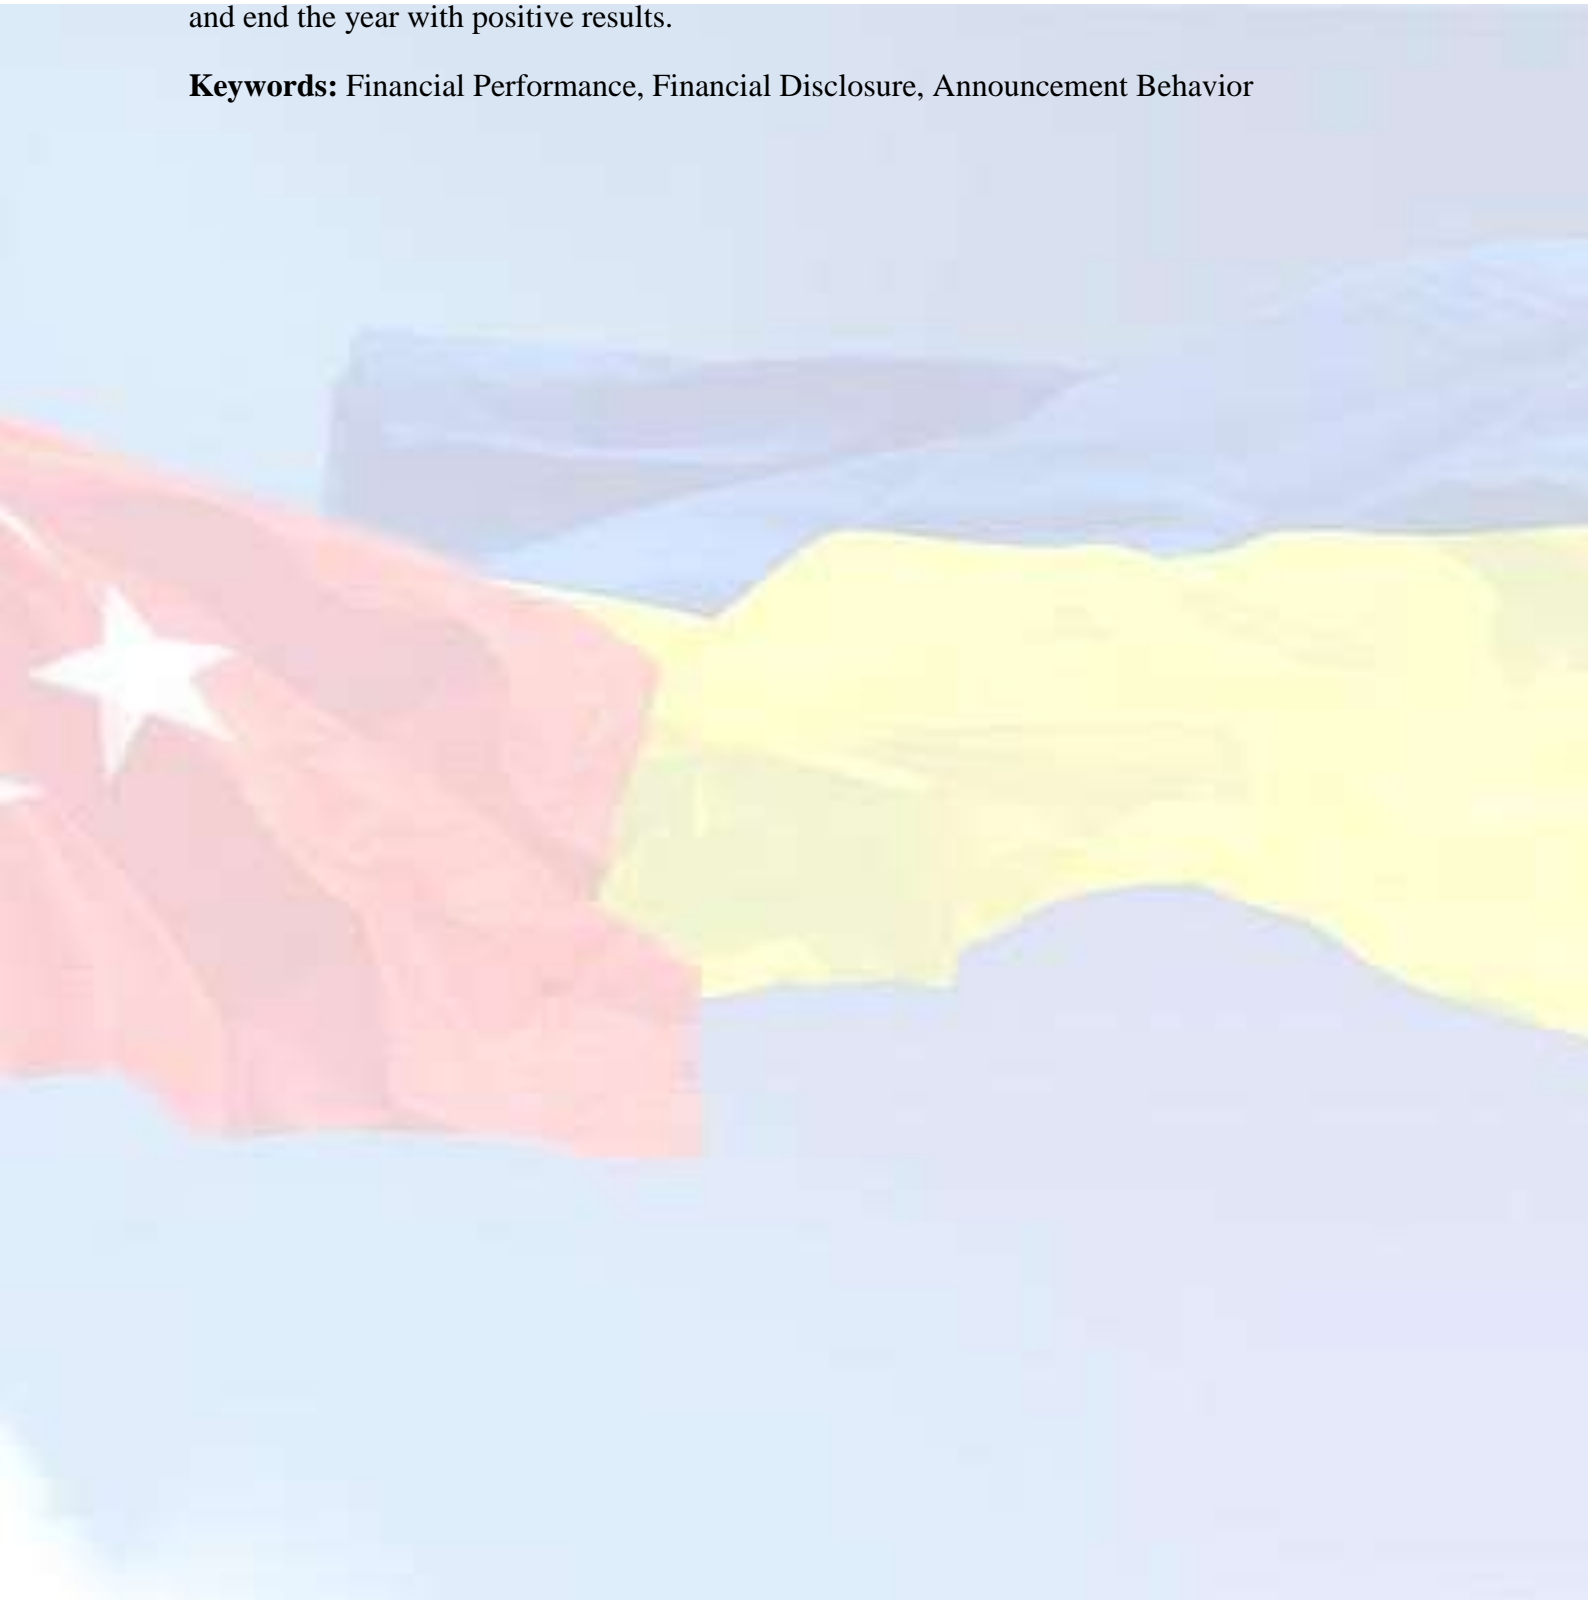 and end the year with positive results.
Keywords: Financial Performance, Financial Disclosure, Announcement Behavior